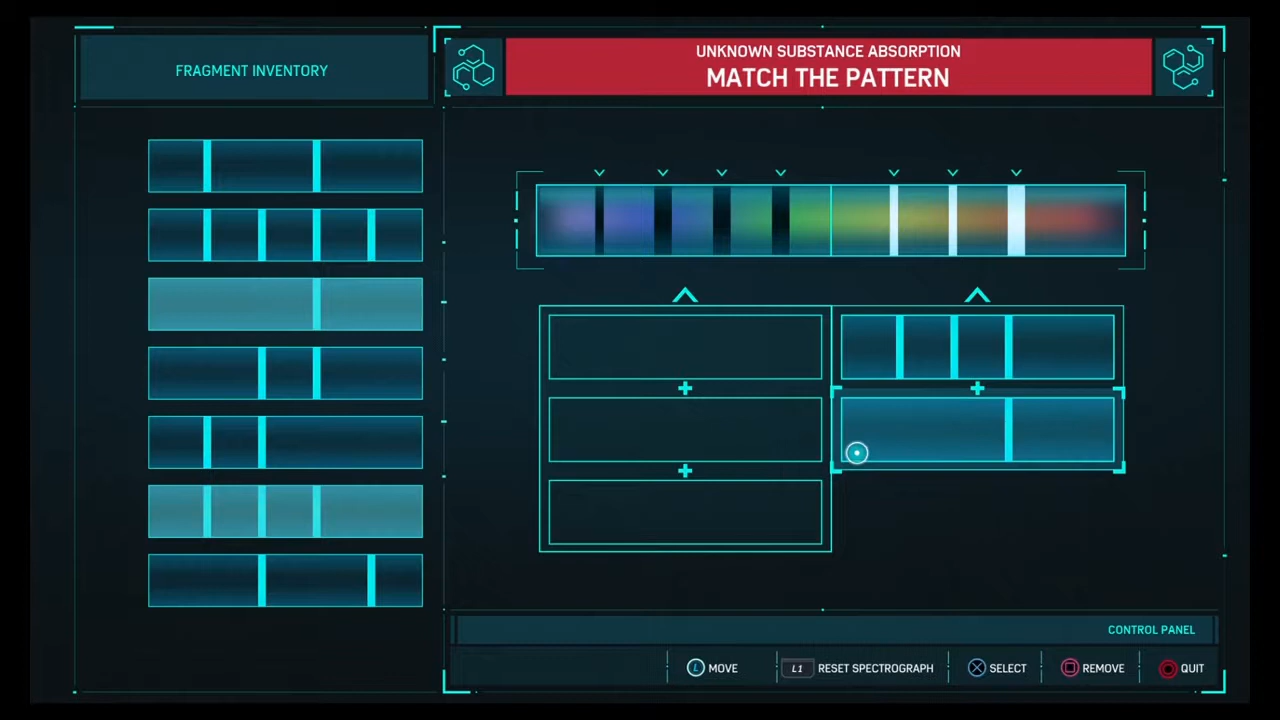 FRAGMENT INVENTORY
UNKNOWN SUBSTANCE ABSORPTION
MATCH THE PATTERN
CONTROL PANEL
L MOVE
L1 RESET SPECTROGRAPH
SELECT
REMOVE
QUIT